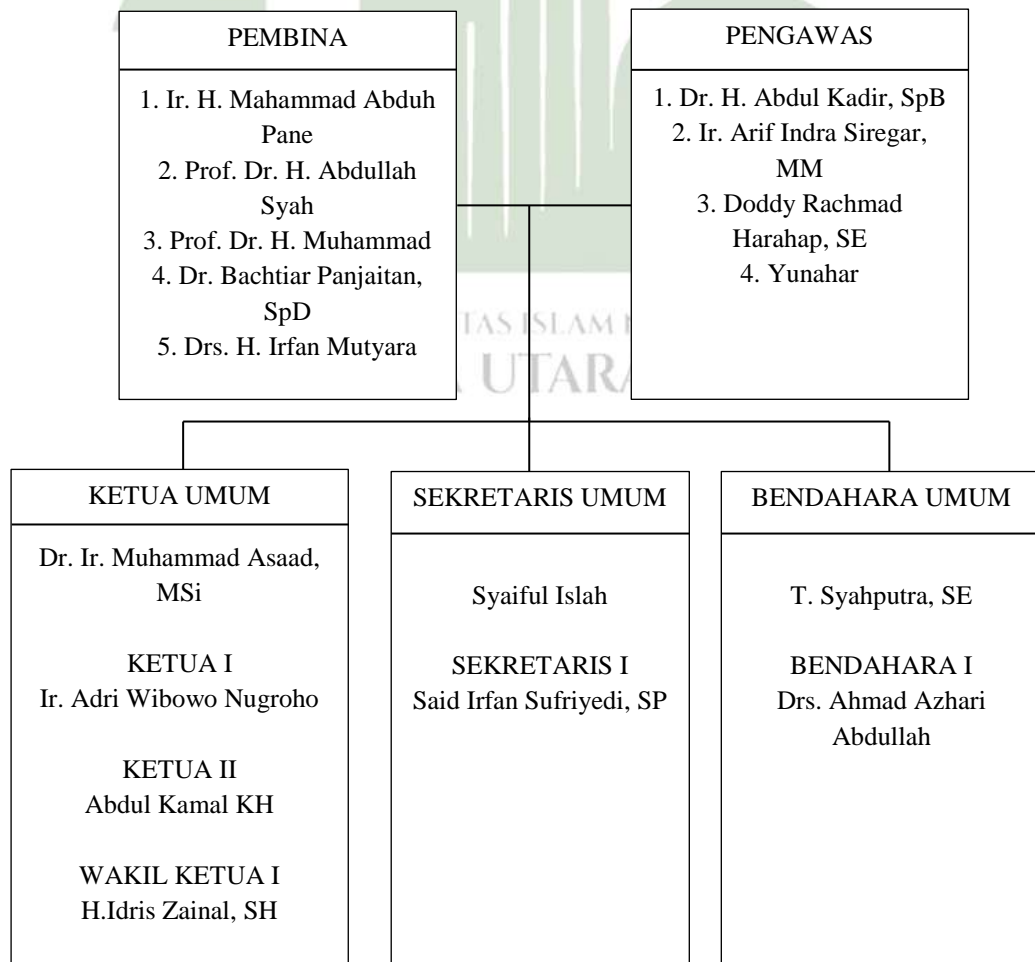 PEMBINA
1. Ir. H. Mahammad Abduh
Pane
2. Prof. Dr. H. Abdullah
Syah
3. Prof. Dr. H. Muhammad
4. Dr. Bachtiar Panjaitan,
SpD
5. Drs. H. Irfan Mutyara
PENGAWAS
1. Dr. H. Abdul Kadir, SpB
2. Ir. Arif Indra Siregar,
MM
3. Doddy Rachmad
Harahap, SE
4. Yunahar
TAS ISLAM
UTARA
KETUA UMUM
Dr. Ir. Muhammad Asaad,
MSi
KETUA I
Ir. Adri Wibowo Nugroho
KETUA II
Abdul Kamal KH
WAKIL KETUA I
H.Idris Zainal, SH
SEKRETARIS UMUM
Syaiful Islah
SEKRETARIS I
Said Irfan Sufriyedi, SP
BENDAHARA UMUM
T. Syahputra, SE
BENDAHARA I
Drs. Ahmad Azhari
Abdullah